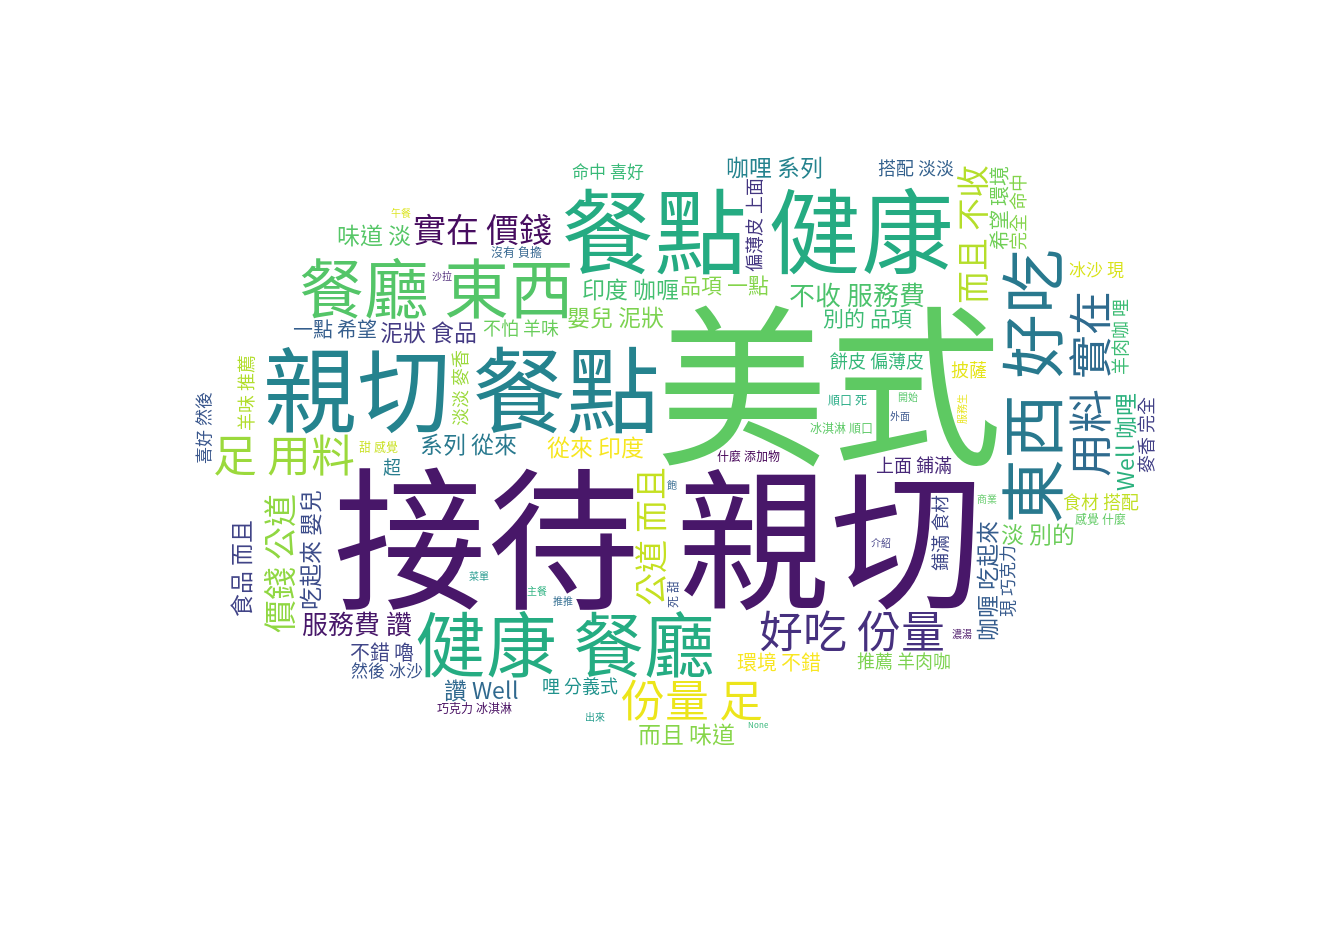 命中 喜好
咖哩 系列
搭配 淡淡
偏薄皮 上面
而且 不收
希望 環境
完全 命中
午餐
味道 淡
實在 價錢
沒有 負擔
餐點 健康
餐廳 東西
沙拉
印度 咖喱
品項 一點
不收 服務費
冰沙 現
東西 好吃
一點 希望
泥狀 食品
不怕 羊味
嬰兒 泥狀
別的 品項
美式
用料 實在
羊肉咖 哩
親切 餐點
淡淡 麥香
餅皮 偏薄皮
披薩
羊味 推薦
喜好 然後
順口 死
開始
外面
服務生
冰淇淋 順口
Well 咖哩
麥香 完全
足 用料
甜 感覺
超
系列 從來
從來 印度
什麼 添加物
上面 鋪滿
接待 親切
公道 而且
飽
鋪滿 食材
商業
食材 搭配
感覺 什麼
食品 而且
價錢 公道
吃起來 嬰兒
介紹
咖哩 吃起來
淡 別的
現 巧克力
菜單
主餐
推推
死 甜
服務費 讚
健康 餐廳
好吃 份量
濃湯
不錯 嚕
然後 冰沙
環境 不錯
推薦 羊肉咖
讚 Well
哩 分義式
份量 足
巧克力 冰淇淋
出來
而且 味道
None